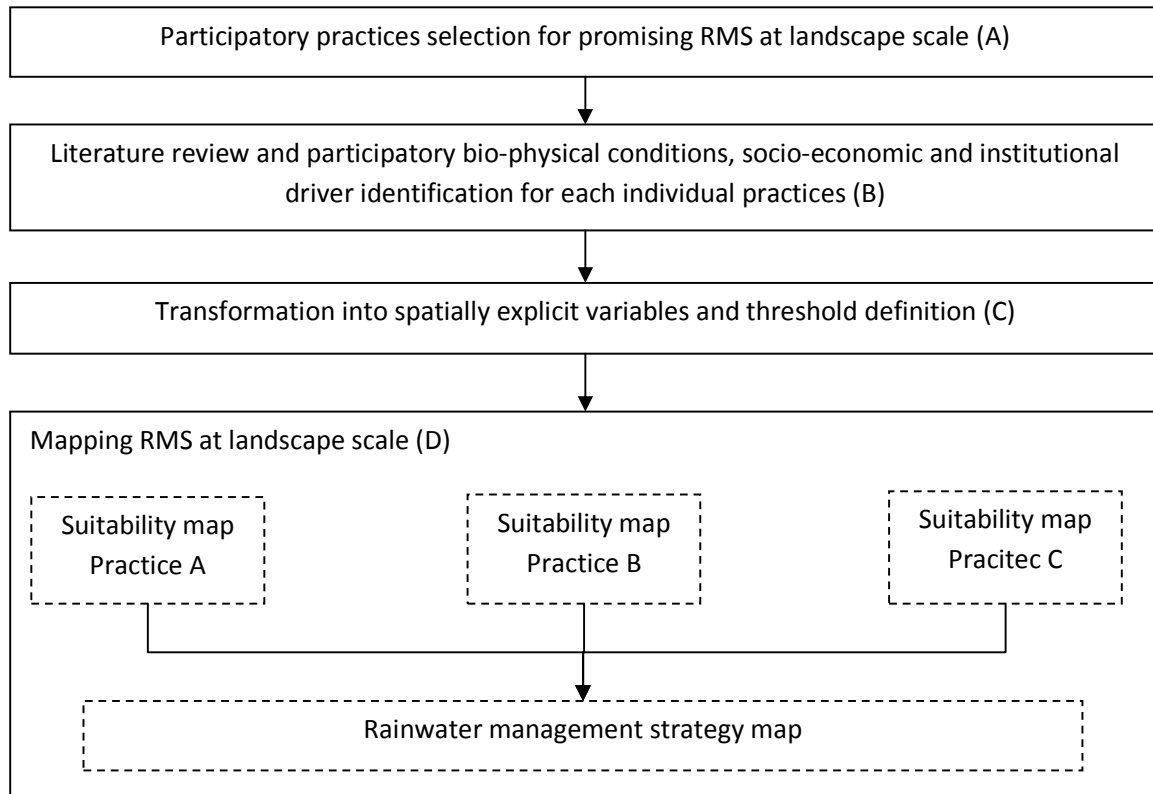 Participatory practices selection for promising RMS at landscape scale (A)
Literature review and participatory bio-physical conditions, socio-economic and institutional
driver identification for each individual practices (B)
Transformation into spatially explicit variables and threshold definition (C)
Mapping RMS at landscape scale (D)
Suitability map
Practice A
Suitability map
Practice B
Suitability map
Pracitec C
Rainwater management strategy map